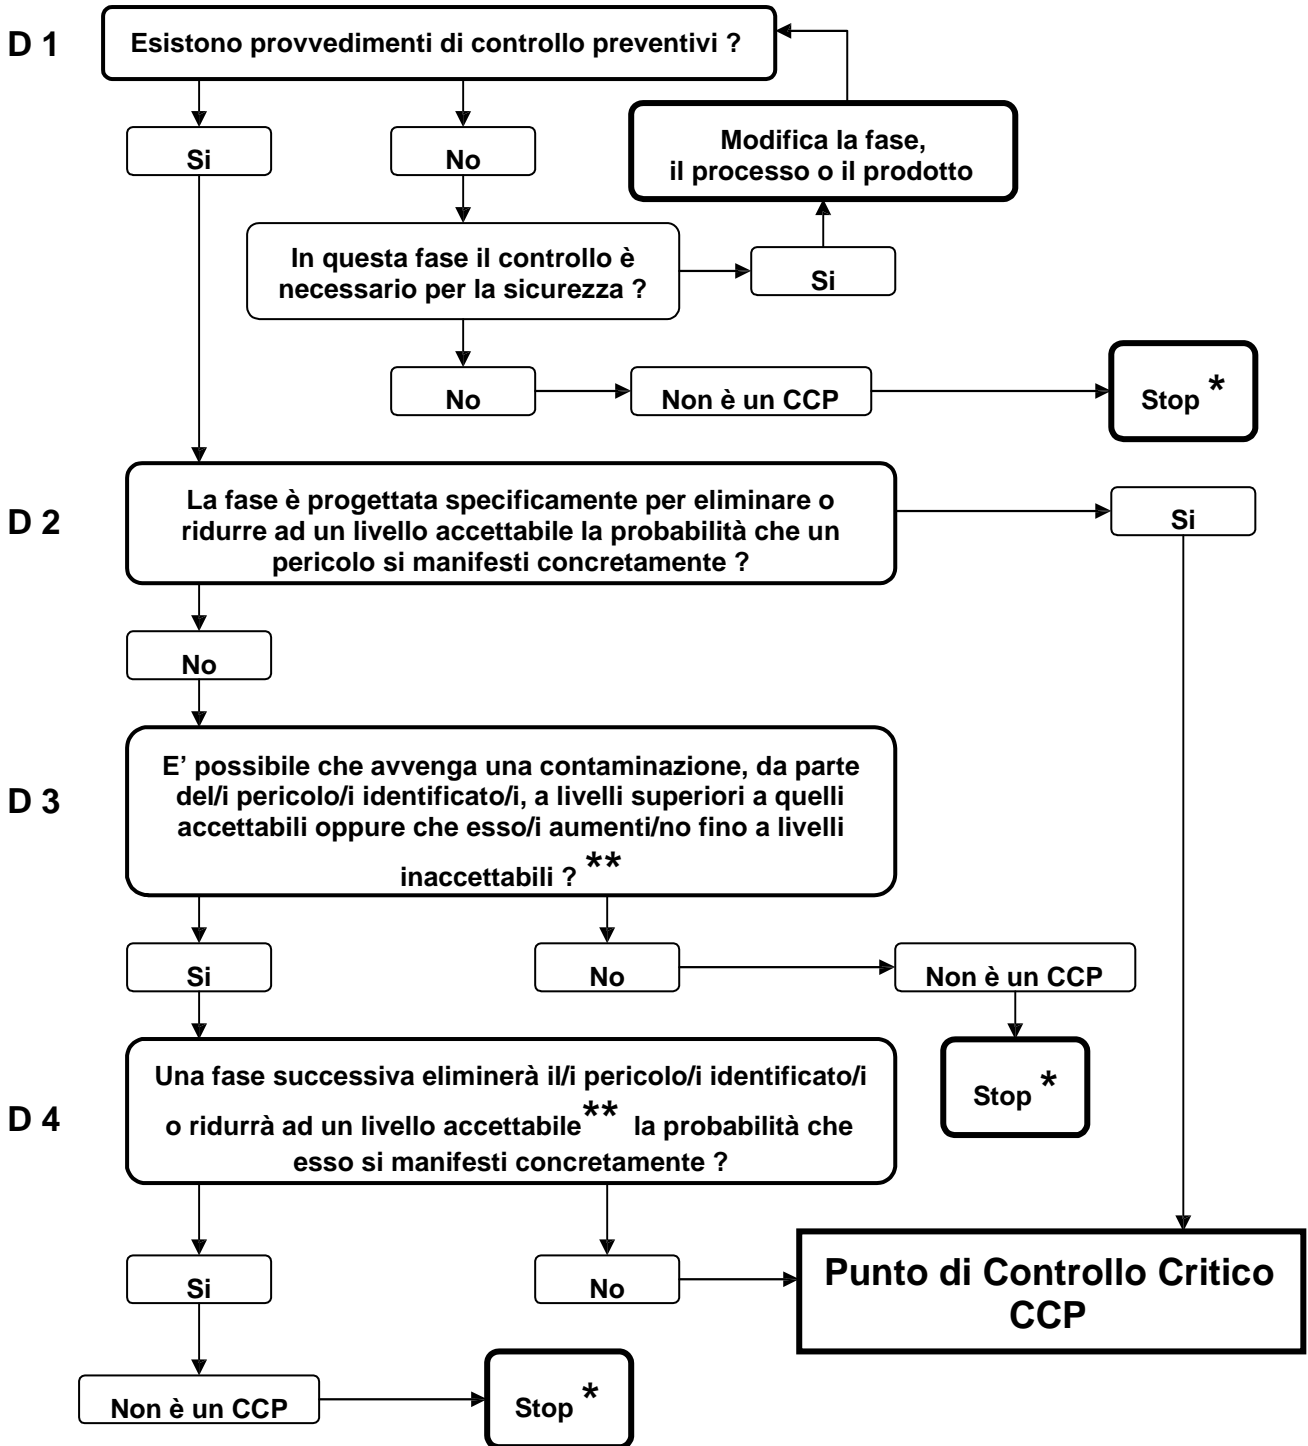 D 1
Esistono provvedimenti di controllo preventivi ?
Si
No
Modifica la fase,
il processo o il prodotto
In questa fase il controllo è
necessario per la sicurezza ?
Si
No
Non è un CCP
Stop *
D 2
La fase è progettata specificamente per eliminare o
ridurre ad un livello accettabile la probabilità che un
pericolo si manifesti concretamente ?
Si
No
D 3
E’ possibile che avvenga una contaminazione, da parte
del/i pericolo/i identificato/i, a livelli superiori a quelli
accettabili oppure che esso/i aumenti/no fino a livelli
inaccettabili ? **
Si
No
Non è un CCP
Stop *
D 4
Una fase successiva eliminerà il/i pericolo/i identificato/i
o ridurrà ad un livello accettabile** la probabilità che
esso si manifesti concretamente ?
Si
No
Punto di Controllo Critico
CCP
Non è un CCP
Stop *